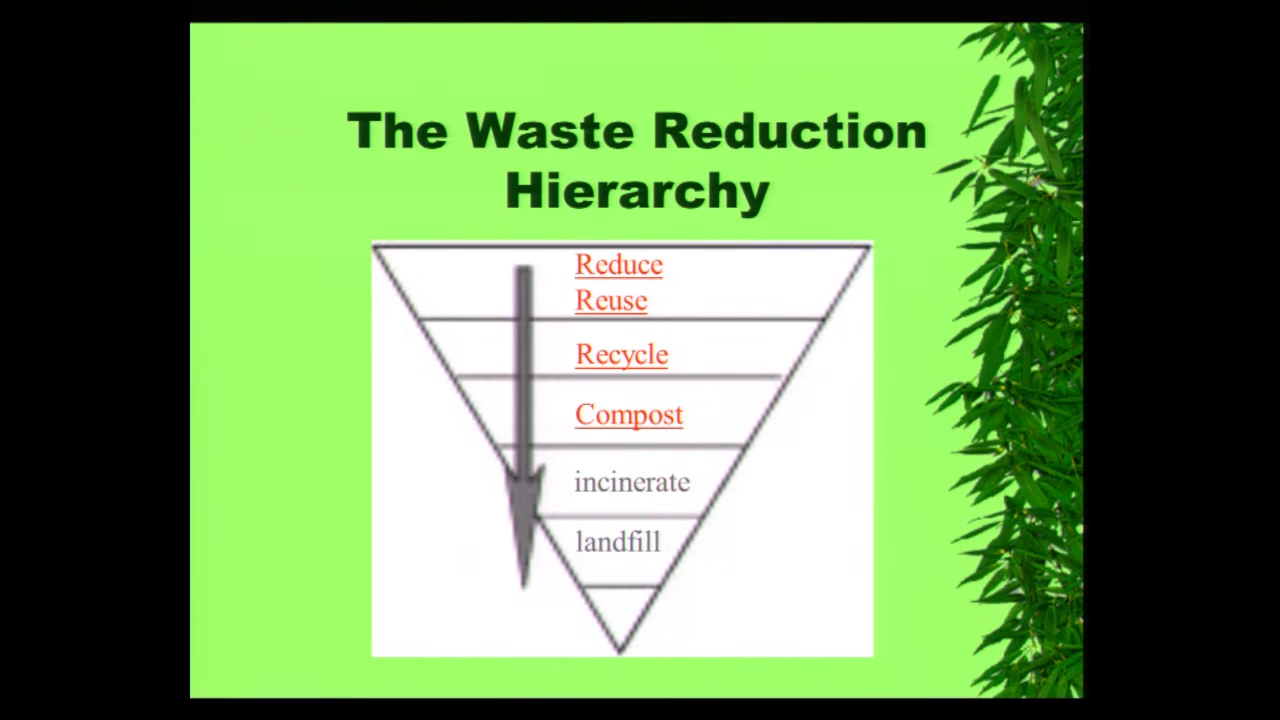 The Waste Reduction
Hierarchy
Reduce
Reuse
Recycle
Compost
incinerate
landfill